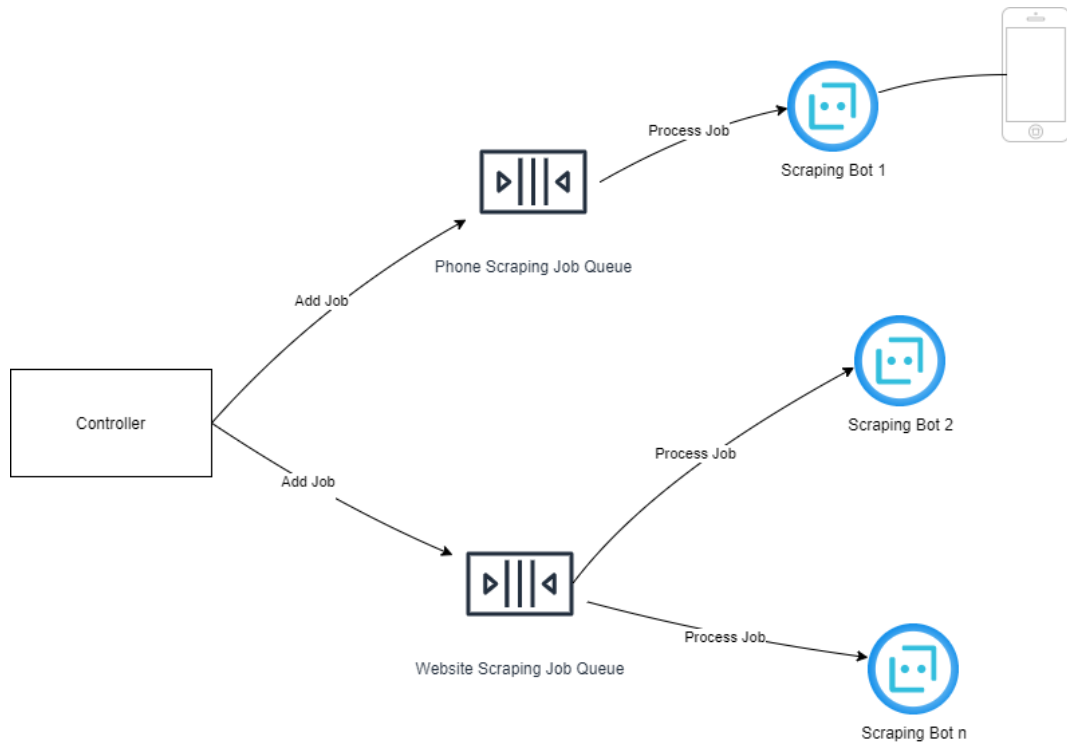 Process Job
Scraping Bot 1
Phone Scraping Job Queue
Add Job
Controller
Scraping Bot 2
Process Job
Add Job
Process Job
Website Scraping Job Queue
Scraping Bot n